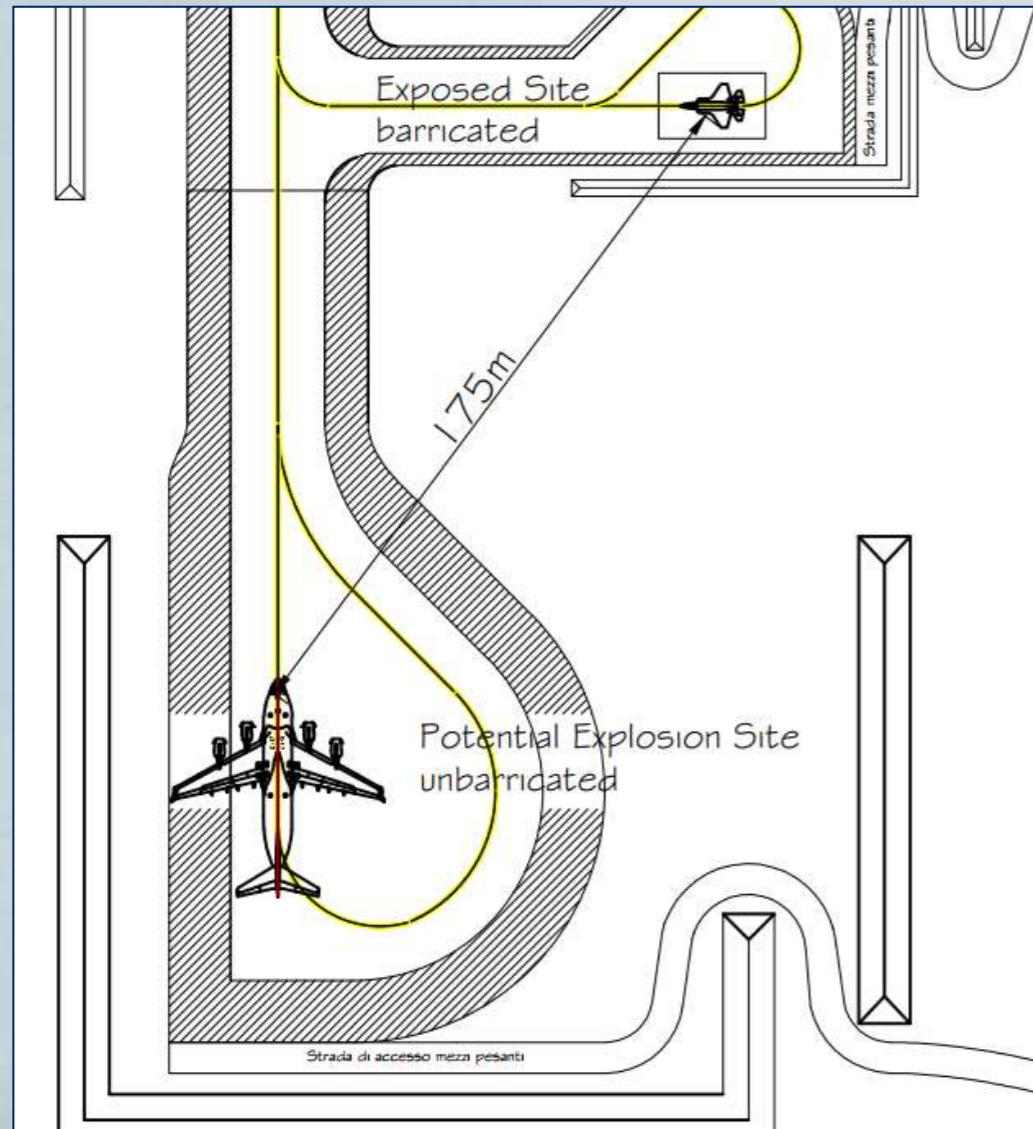 Exposed Site
barricated
Strada mezzi pesanti
175m
Potential Explosion Site
unbarricated
Strada di accesso mezzi pesanti